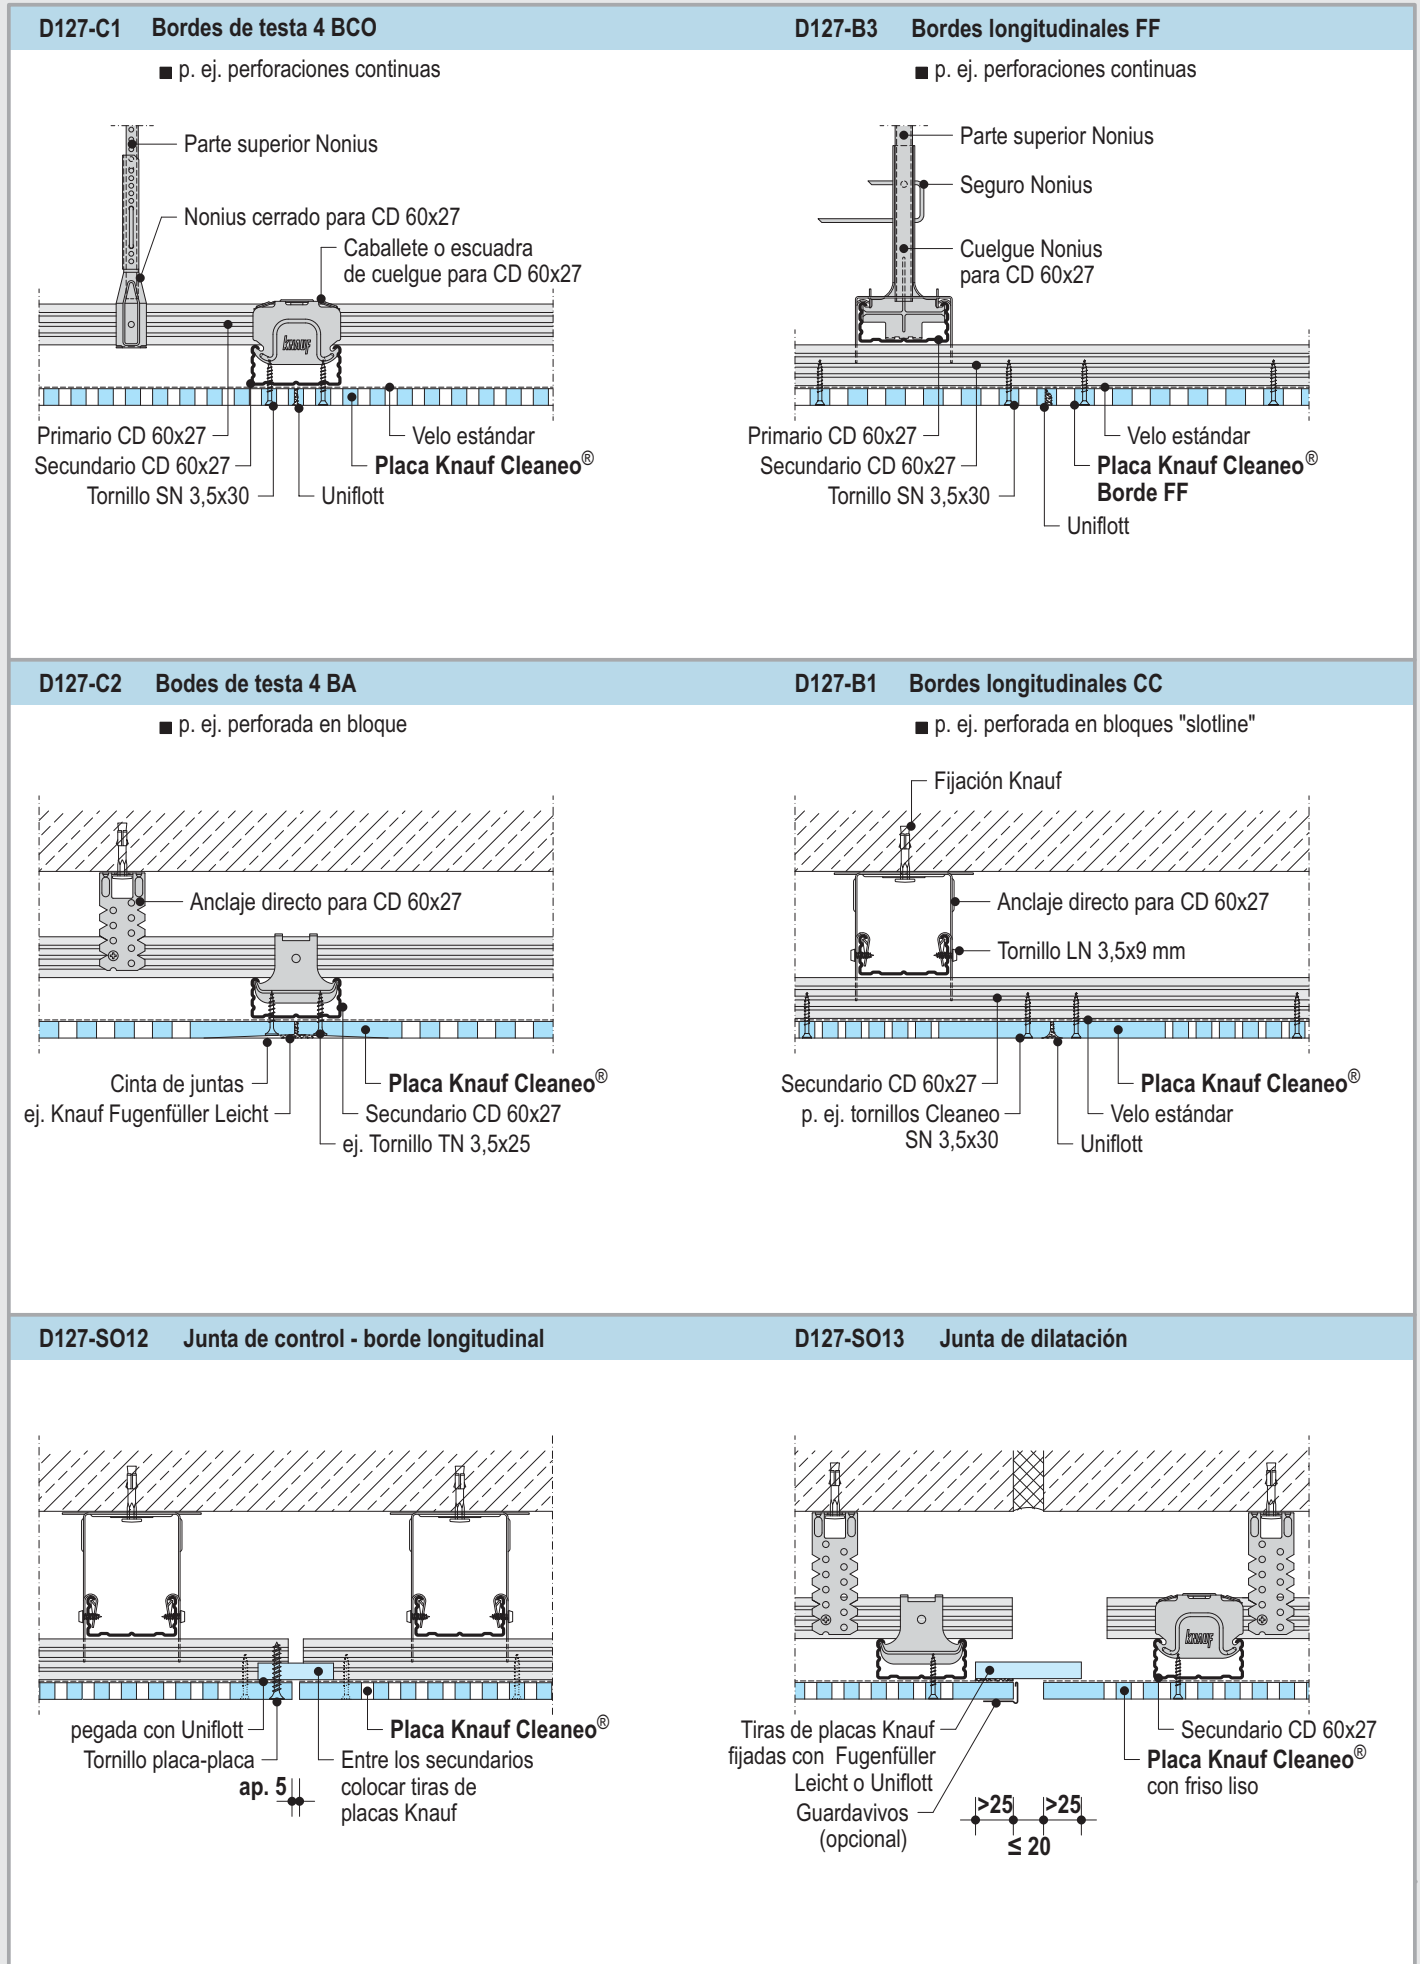 D127-C1 Bordes de testa 4 BCO
■ p. ej. perforaciones continuas
Parte superior Nonius
Nonius cerrado para CD 60x27
Caballete o escuadra
de cuelgue para CD 60x27
KNAUF
Primario CD 60x27
Secundario CD 60x27
Tornillo SN 3,5x30
Velo estándar
Placa Knauf Cleaneo®
Uniflott
D127-B3 Bordes longitudinales FF
■ p. ej. perforaciones continuas
Parte superior Nonius
Seguro Nonius
Cuelgue Nonius
para CD 60x27
Primario CD 60x27
Secundario CD 60x27
Tornillo SN 3,5x30
Velo estándar
Placa Knauf Cleaneo®
Borde FF
Uniflott
D127-C2 Bodes de testa 4 BA
■ p. ej. perforada en bloque
Anclaje directo para CD 60x27
Cinta de juntas
ej. Knauf Fugenfüller Leicht
Placa Knauf Cleaneo®
Secundario CD 60x27
ej. Tornillo TN 3,5x25
D127-B1 Bordes longitudinales CC
■ p. ej. perforada en bloques "slotline"
Fijación Knauf
Anclaje directo para CD 60x27
Tornillo LN 3,5x9 mm
Secundario CD 60x27
p. ej. tornillos Cleaneo
SN 3,5x30
Placa Knauf Cleaneo®
Velo estándar
Uniflott
D127-SO12 Junta de control - borde longitudinal
pegada con Uniflott
Tornillo placa-placa
ap. 5
Placa Knauf Cleaneo®
Entre los secundarios
colocar tiras de
placas Knauf
D127-SO13 Junta de dilatación
KNAUF
Tiras de placas Knauf
fijadas con Fugenfüller
Leicht o Uniflott
Guardavivos
(opcional)
>25 >25
≤ 20
Secundario CD 60x27
Placa Knauf Cleaneo®
con friso liso